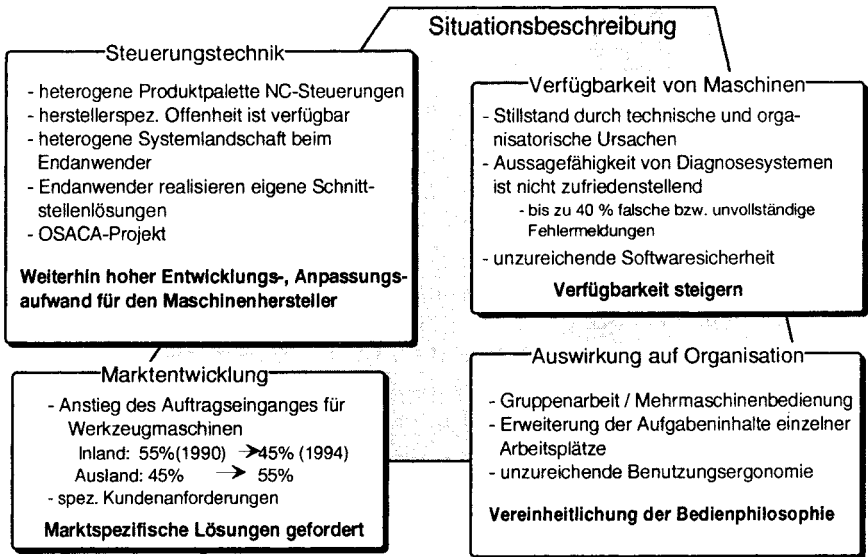 Situationsbeschreibung
Steuerungstechnik
- heterogene Produktpalette NC-Steuerungen
- herstellerspez. Offenheit ist verfügbar
- heterogene Systemlandschaft beim
Endanwender
- Endanwender realisieren eigene Schnitt-
stellenlösungen
- OSACA-Projekt
Weiterhin hoher Entwicklungs-, Anpassungs-
aufwand für den Maschinenhersteller
Verfügbarkeit von Maschinen
- Stillstand durch technische und orga-
nisatorische Ursachen
- Aussagefähigkeit von Diagnosesystemen
ist nicht zufriedenstellend
- bis zu 40 % falsche bzw. unvollständige
Fehlermeldungen
- unzureichende Softwaresicherheit
Verfügbarkeit steigern
Marktentwicklung
- Anstieg des Auftragseinganges für
Werkzeugmaschinen
Inland: 55%(1990) → 45% (1994)
Ausland: 45% → 55%
- spez. Kundenanforderungen
Marktspezifische Lösungen gefordert
Auswirkung auf Organisation
- Gruppenarbeit / Mehrmaschinenbedienung
- Erweiterung der Aufgabeninhalte einzelner
Arbeitsplätze
- unzureichende Benutzungsergonomie
Vereinheitlichung der Bedienphilosophie